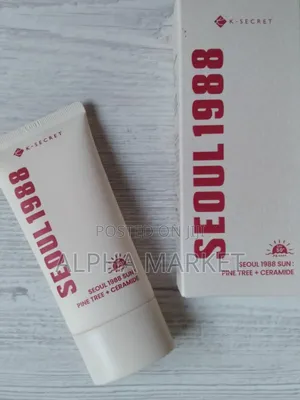 K-SECRET
SEOUL1988
SEOUL 1988 SUN :
PINE TREE + CERAMIDE
K-SECRET
SEOUL1988
SEOUL 1988 SUN :
PINE TREE + CERAMIDE
POSTED ON JIJI
ALPHA MARKET